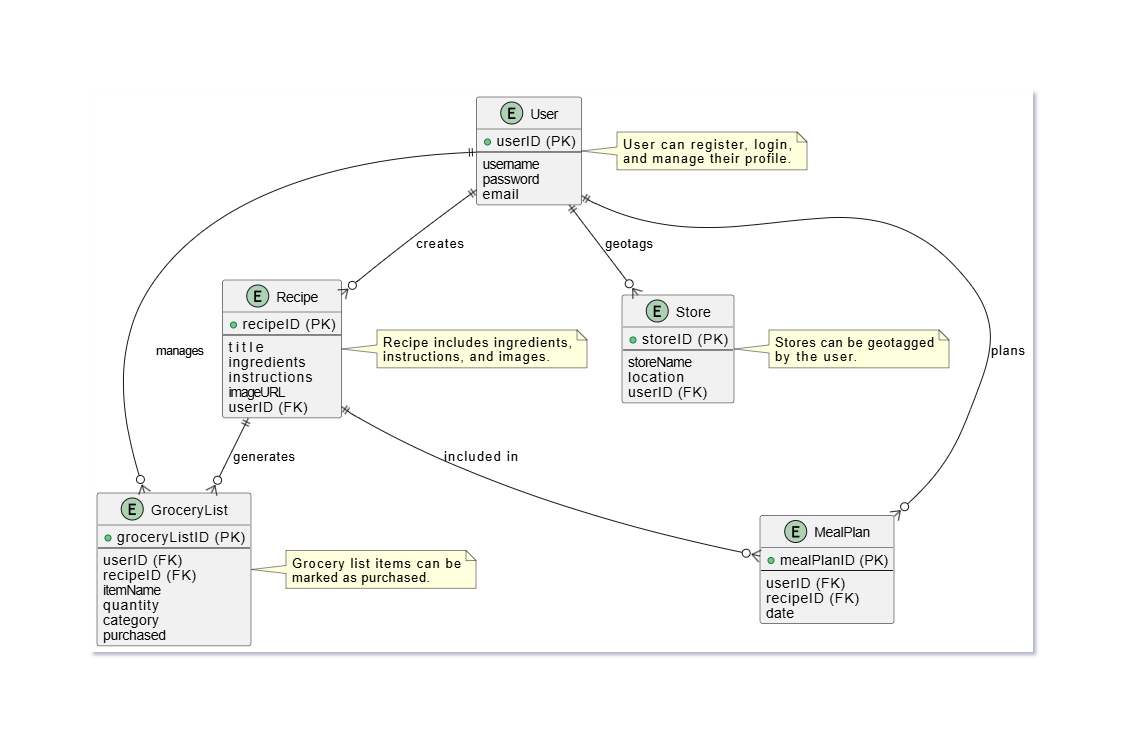 E User
userID (PK)
username
password
email
User can register, login,
and manage their profile.
creates
geotags
manages
plans
E Recipe
recipeID (PK)
title
ingredients
instructions
imageURL
userID (FK)
Recipe includes ingredients,
instructions, and images.
E Store
storeID (PK)
storeName
location
userID (FK)
Stores can be geotagged
by the user.
generates
included in
E GroceryList
groceryListID (PK)
userID (FK)
recipeID (FK)
itemName
quantity
category
purchased
Grocery list items can be
marked as purchased.
E MealPlan
mealPlanID (PK)
userID (FK)
recipeID (FK)
date